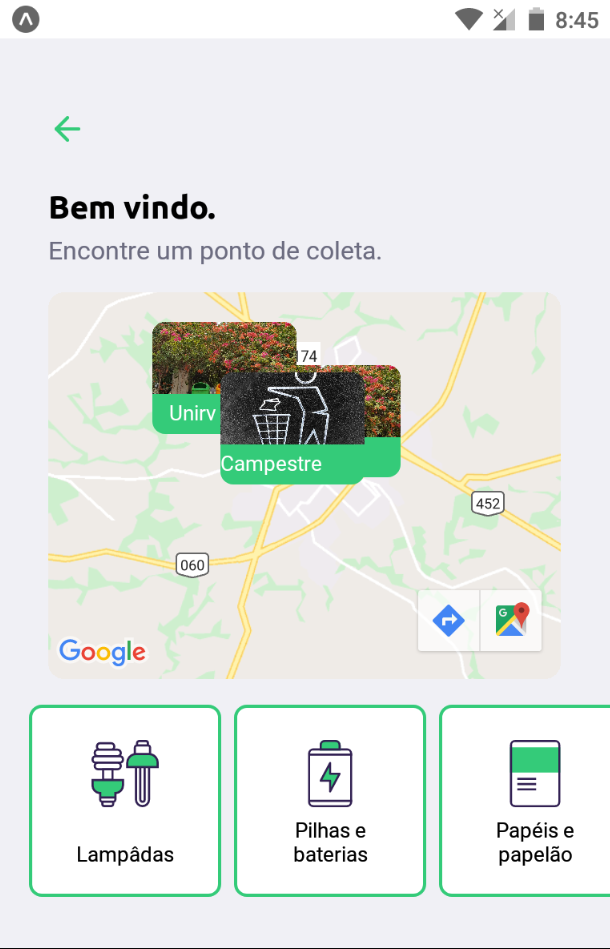 8:45
Bem vindo.
Encontre um ponto de coleta.
74
Unirv
Campestre
452
060
G
Google
Lampâdas
Pilhas e
baterias
Papéis e
papelão